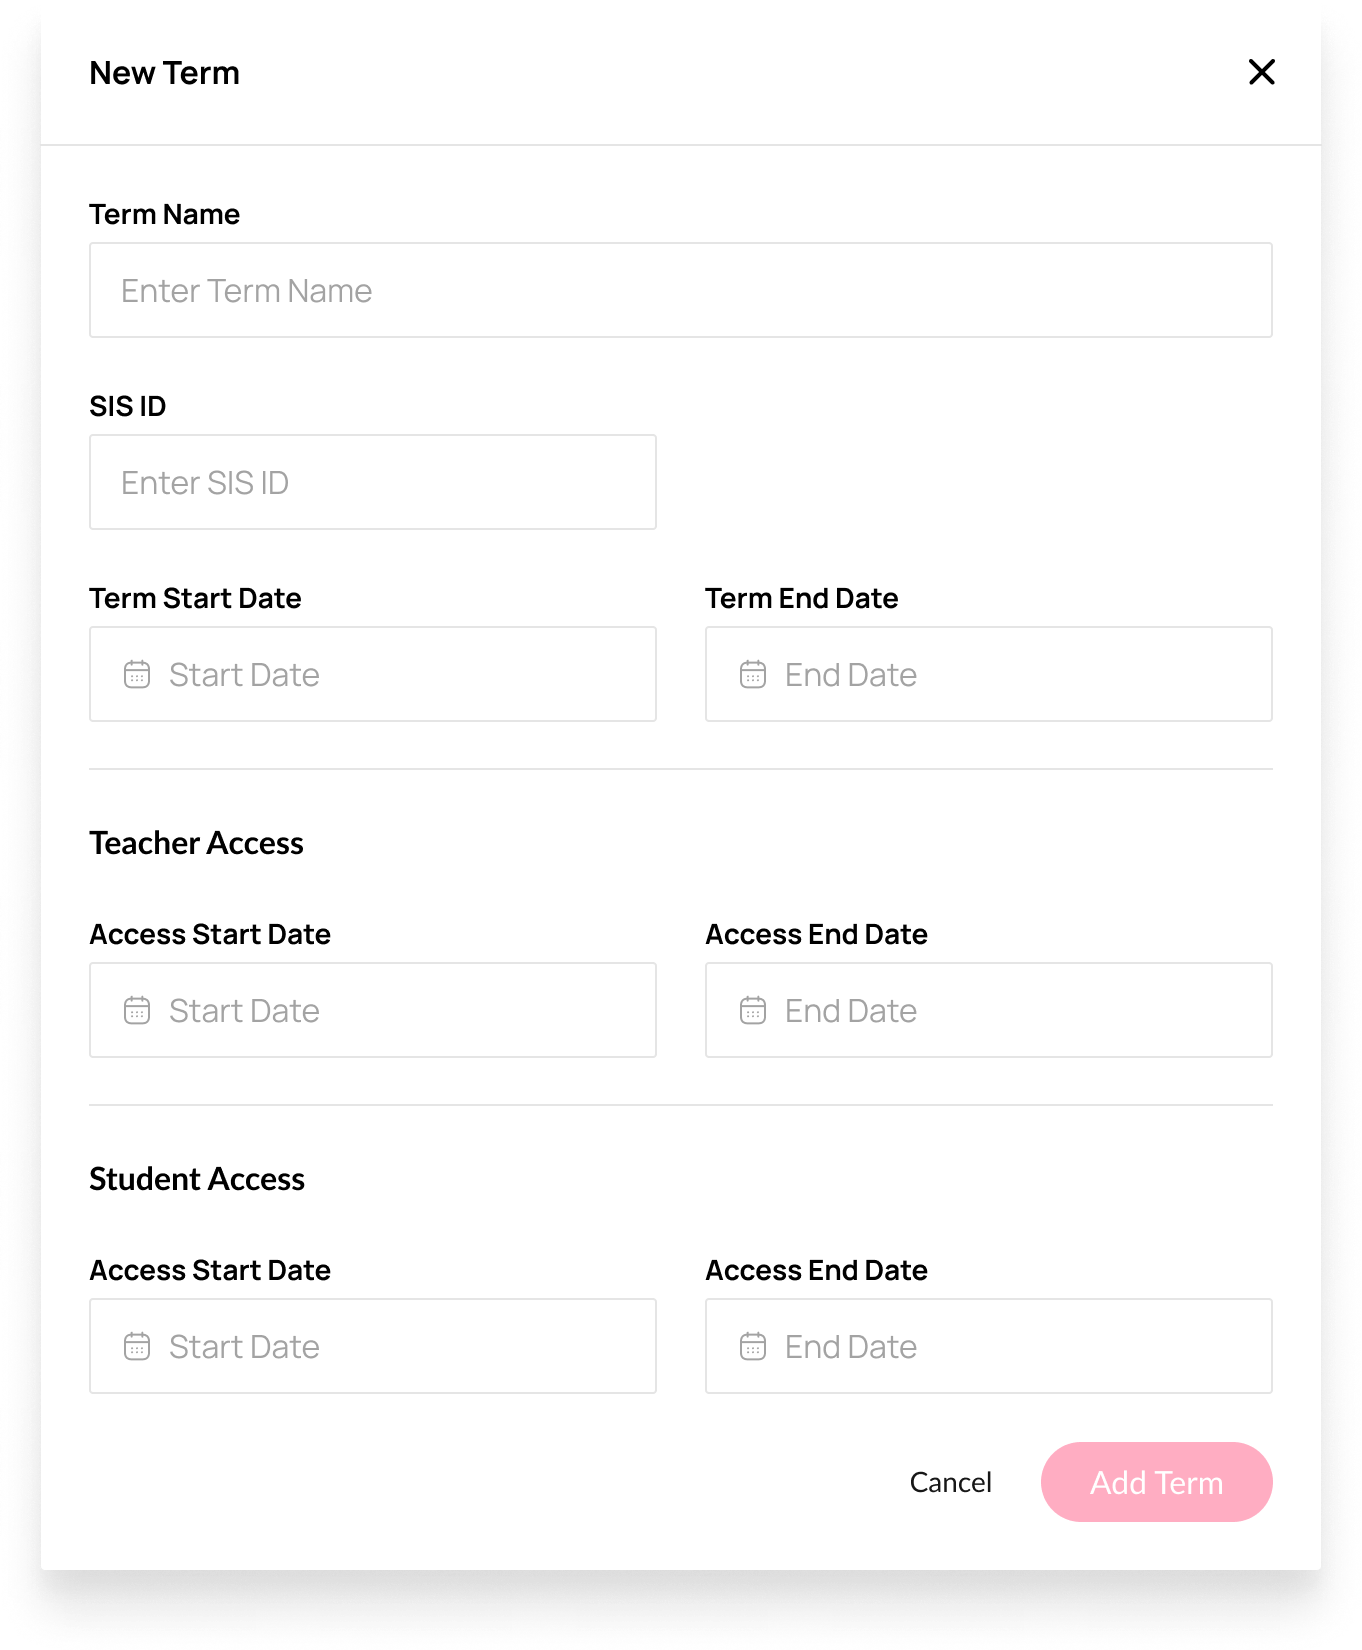 New Term
Term Name
Enter Term Name
SIS ID
Enter SIS ID
Term Start Date
Term End Date
Start Date
End Date
Teacher Access
Access Start Date
Access End Date
Start Date
End Date
Student Access
Access Start Date
Access End Date
Start Date
End Date
Cancel
Add Term